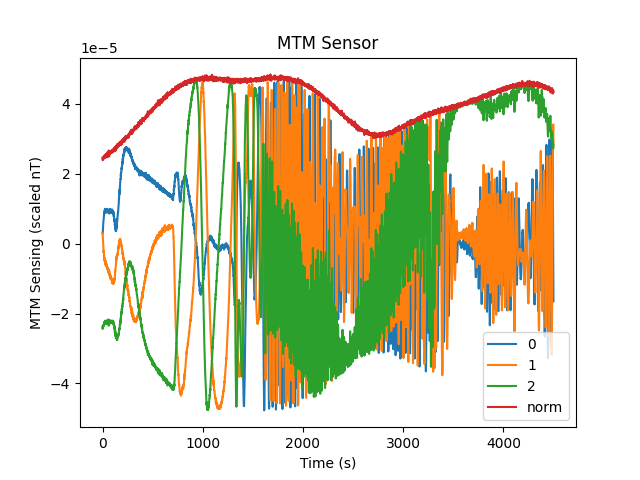 MTM Sensor
1e−5
4
2
0
−2
−4
MTM Sensing (scaled nT)
0
1000
2000
3000
4000
Time (s)
0
1
2
norm